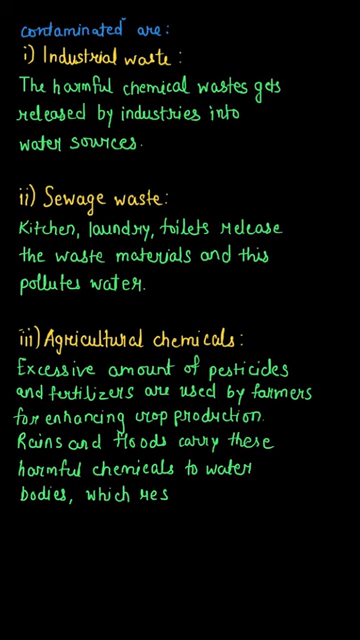 contaminated are:
i) Industrial waste:
The harmful chemical wastes gets
released by industries into
water sources.
ii) Sewage waste:
Kitchen, laundry, toilets release
the waste materials and this
pollutes water.
iii) Agricultural chemicals:
Excessive amount of pesticides
and fertilizers are used by farmers
for enhancing crop production.
Rains and floods carry these
harmful chemicals to water
bodies, which res